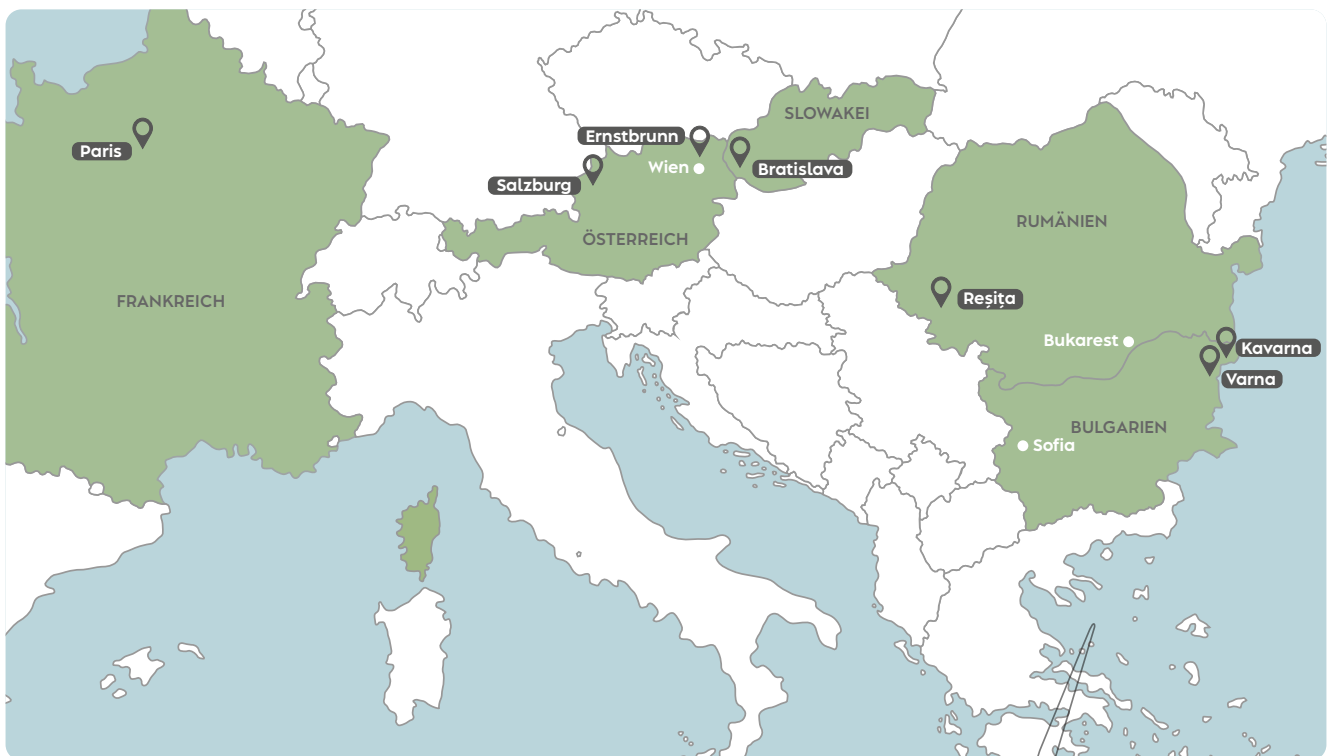 SLOWAKEI
Ernstbrunn
Paris
Wien
Bratislava
Salzburg
RUMÄNIEN
ÖSTERREICH
FRANKREICH
Reșița
Bukarest
Kavarna
Varna
BULGARIEN
Sofia